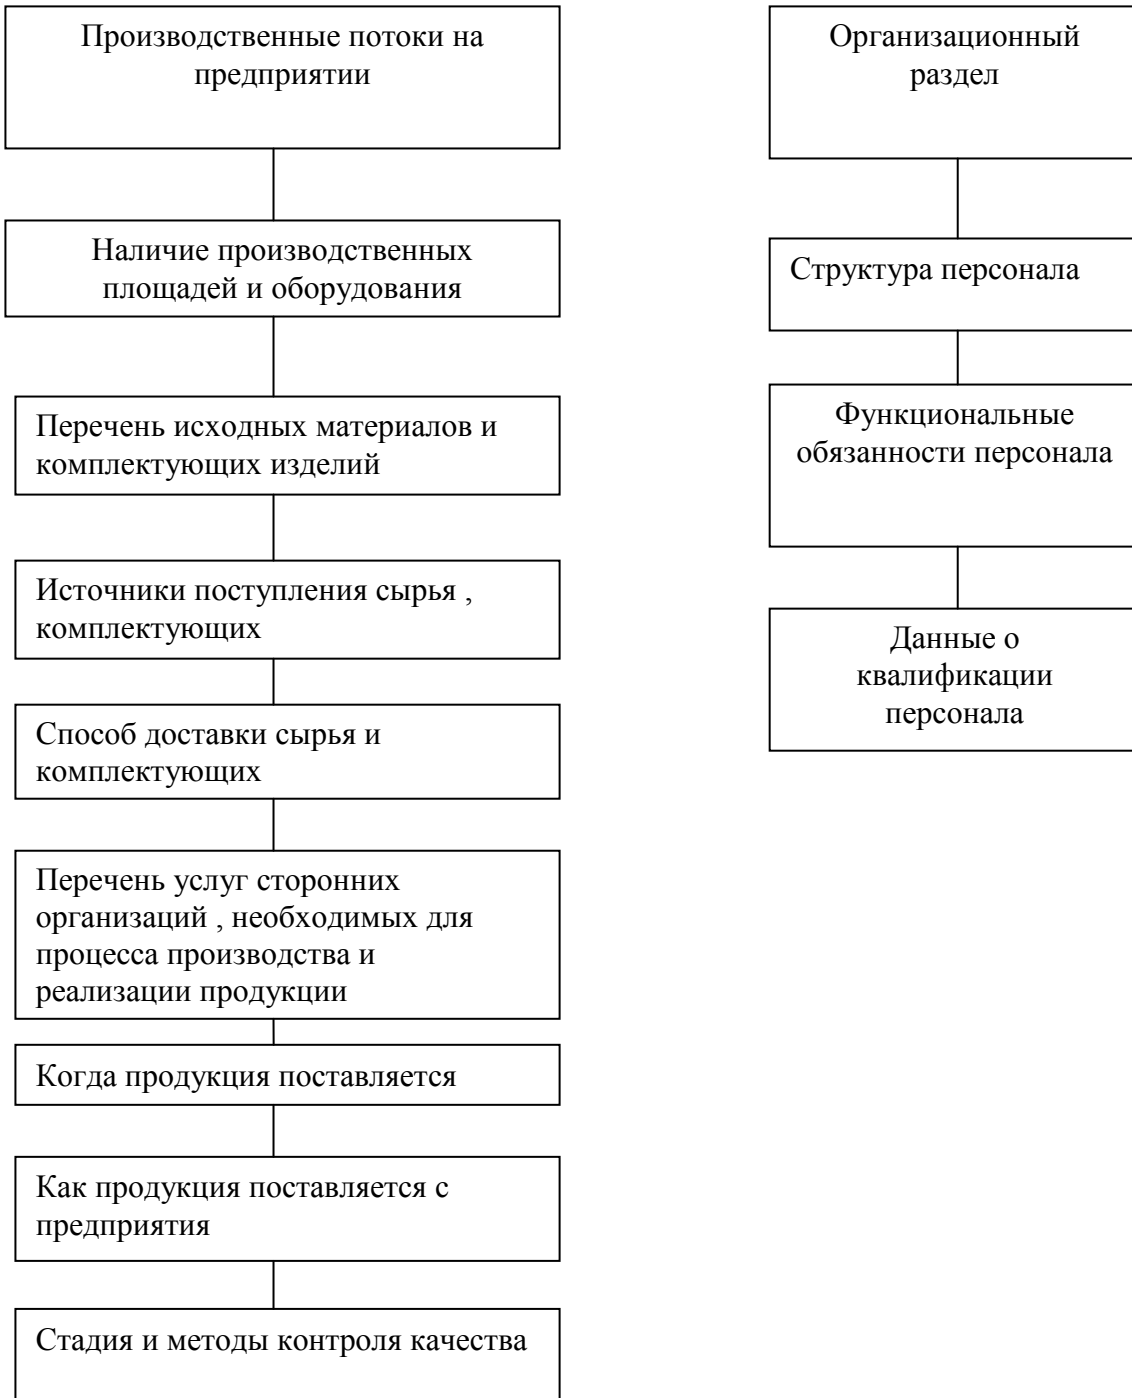 Производственные потоки на
предприятии
Наличие производственных
площадей и оборудования
Перечень исходных материалов и
комплектующих изделий
Источники поступления сырья ,
комплектующих
Способ доставки сырья и
комплектующих
Перечень услуг сторонних
организаций , необходимых для
процесса производства и
реализации продукции
Когда продукция поставляется
Как продукция поставляется с
предприятия
Стадия и методы контроля качества
Организационный
раздел
Структура персонала
Функциональные
обязанности персонала
Данные о
квалификации
персонала